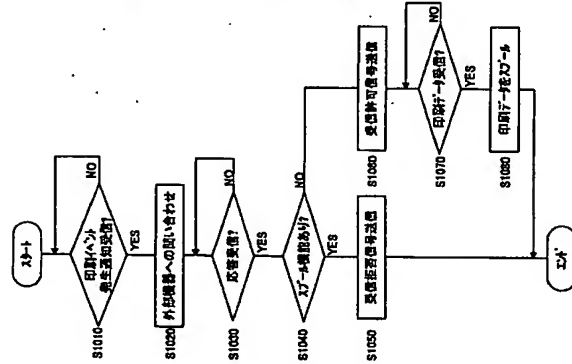 スタート
印刷イベント
発生通知受信?
S1010
NO
YES
外部機器への問い合わせ
S1020
応答受信?
S1030
NO
YES
スプール機能あり?
S1040
NO
YES
受信拒否信号送信
S1050
受信許可信号送信
S1060
印刷データ受信?
S1070
NO
YES
印刷データをスプール
S1080
エンド